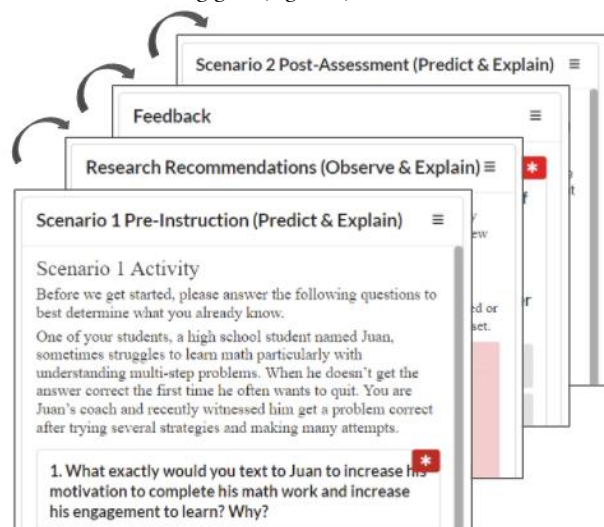 Scenario 2 Post-Assessment (Predict & Explain)
Feedback
Research Recommendations (Observe & Explain)
Scenario 1 Pre-Instruction (Predict & Explain)
Scenario 1 Activity
Before we get started, please answer the following questions to
best determine what you already know.
One of your students, a high school student named Juan,
sometimes struggles to learn math particularly with
understanding multi-step problems. When he doesn't get the
answer correct the first time he often wants to quit. You are
Juan's coach and recently witnessed him get a problem correct
after trying several strategies and making many attempts.
1. What exactly would you text to Juan to increase his
motivation to complete his math work and increase
his engagement to learn? Why?